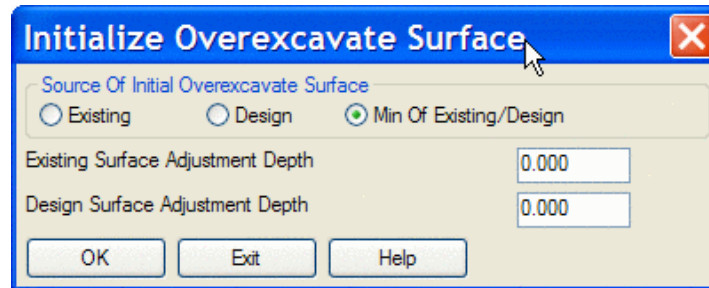 Initialize Overexcavate Surface
Source Of Initial Overexcavate Surface
Existing Design Min Of Existing/Design
Existing Surface Adjustment Depth 0.000
Design Surface Adjustment Depth 0.000
OK Exit Help